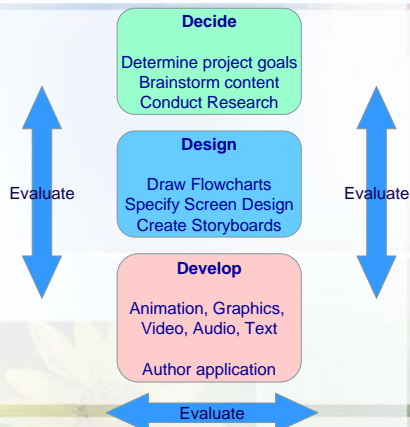 Decide
Determine project goals
Brainstorm content
Conduct Research
Design
Evaluate
Evaluate
Draw Flowcharts
Specify Screen Design
Create Storyboards
Develop
Animation, Graphics,
Video, Audio, Text
Author application
Evaluate